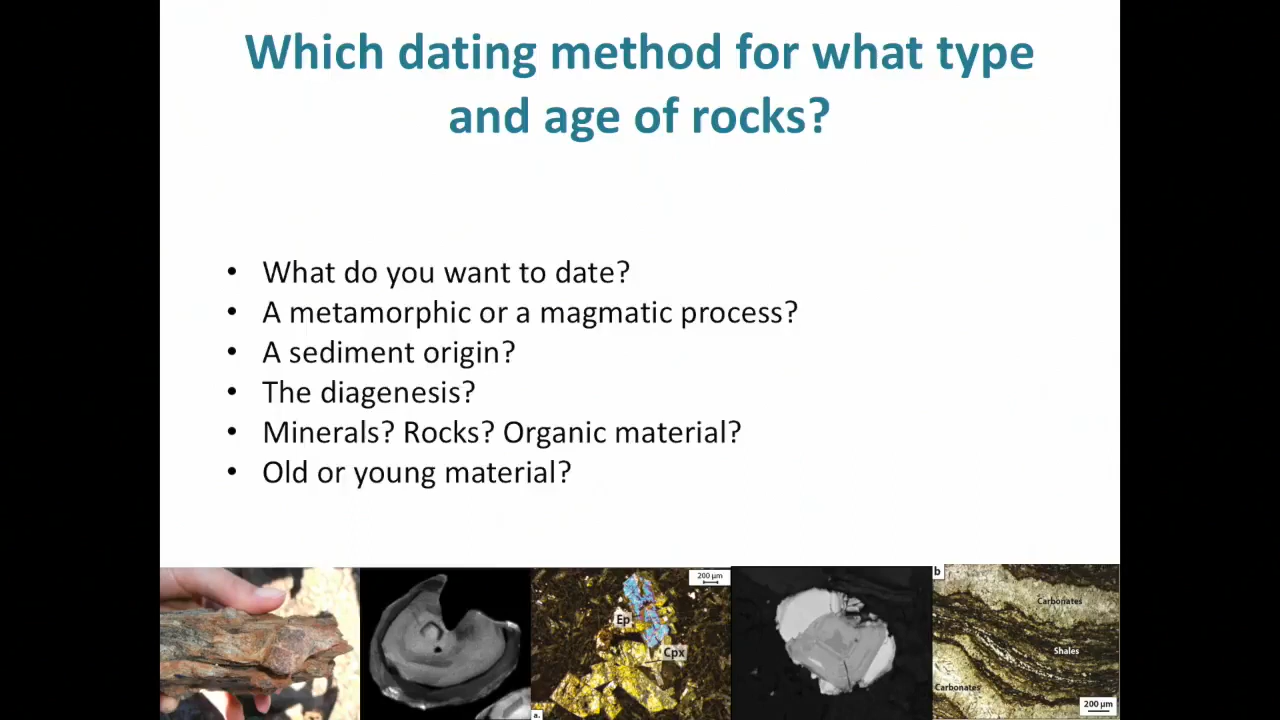 Which dating method for what type
and age of rocks?
• What do you want to date?
• A metamorphic or a magmatic process?
• A sediment origin?
• The diagenesis?
• Minerals? Rocks? Organic material?
• Old or young material?
200 µm
Ep
Cpx
a.
b
Carbonates
Shales
Carbonates
200 µm